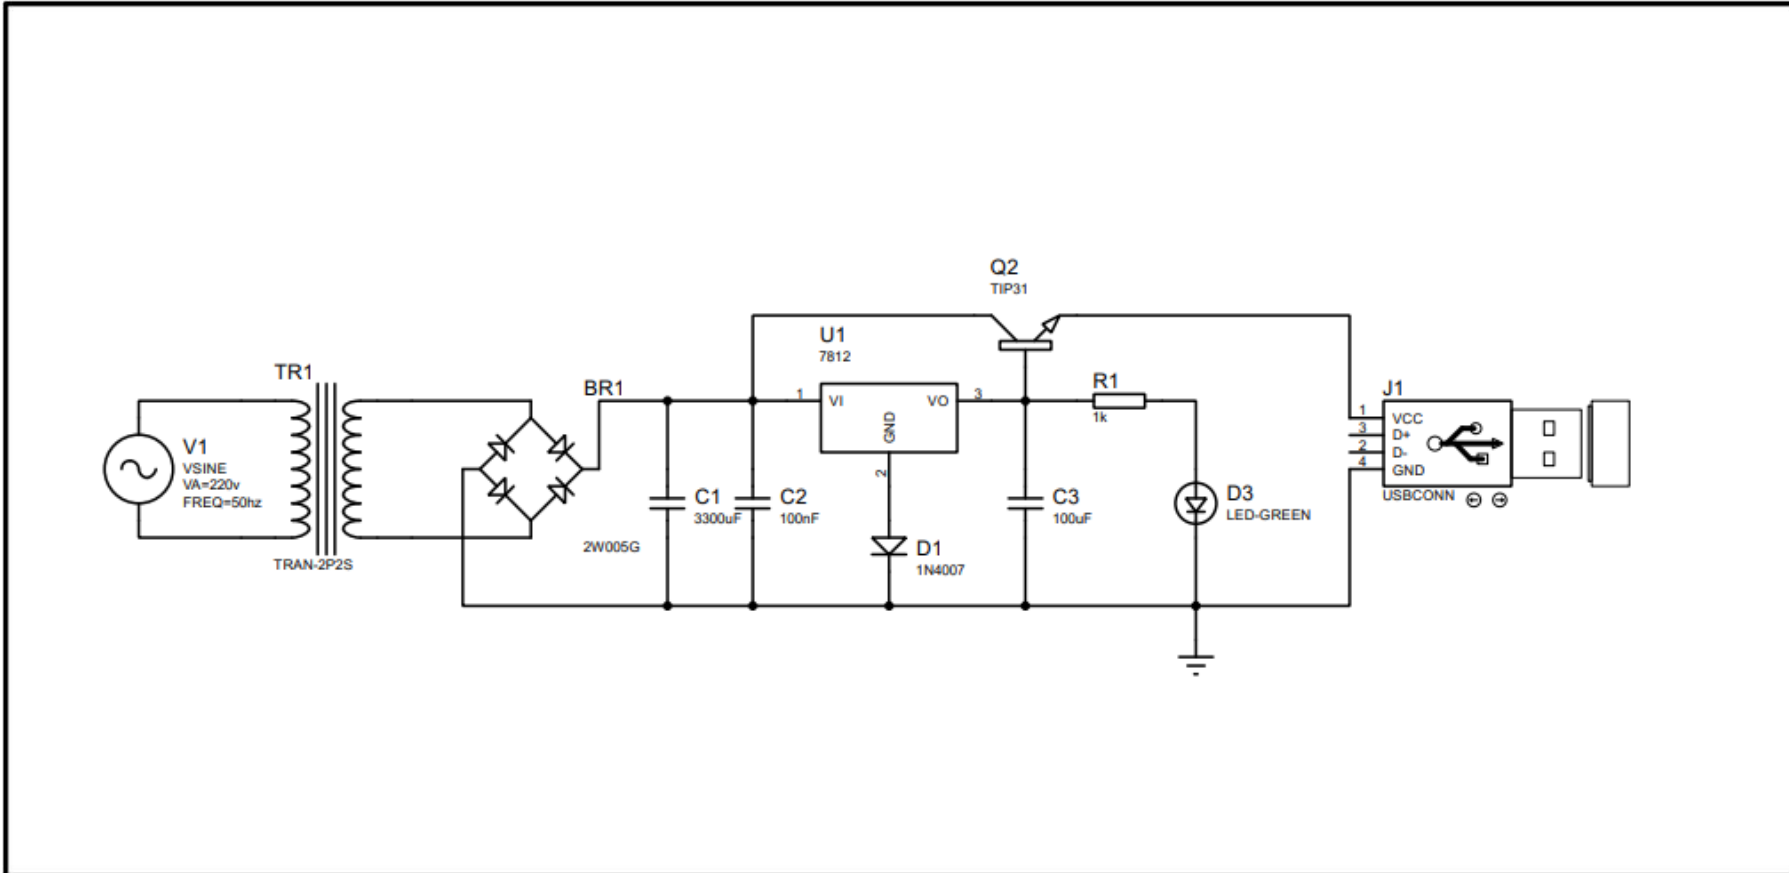 Q2
TIP31
U1
7812
1
VI
VO
3
GND
2
TR1
TRAN-2P2S
V1
VSINE
VA=220v
FREQ=50hz
BR1
2W005G
C1
3300uF
C2
100nF
D1
1N4007
C3
100uF
R1
1k
D3
LED-GREEN
J1
1
VCC
3
D+
2
D-
4
GND
USBCONN